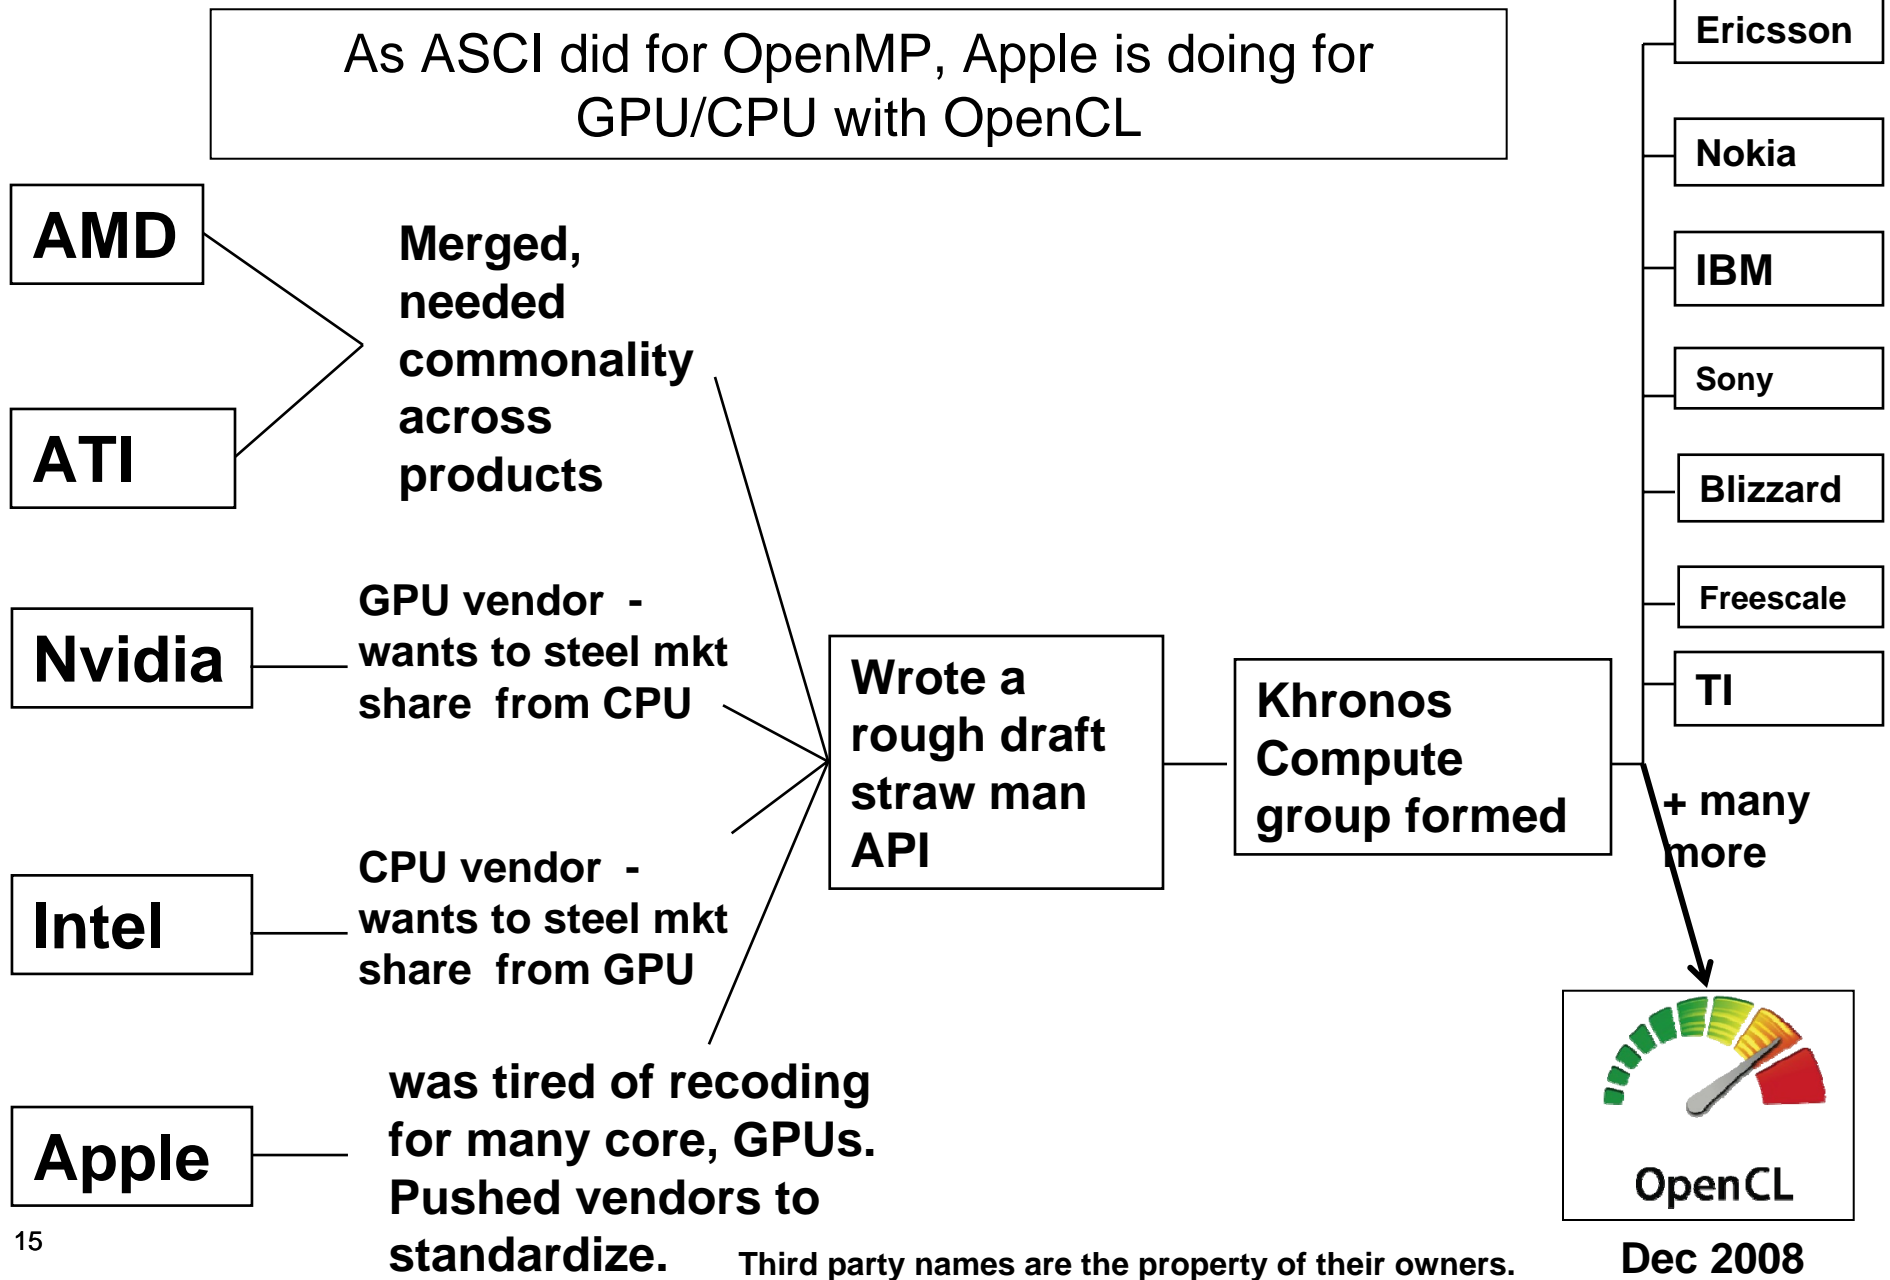 As ASCI did for OpenMP, Apple is doing for
GPU/CPU with OpenCL
AMD
ATI
Merged,
needed
commonality
across
products
Nvidia
GPU vendor -
wants to steel mkt
share from CPU
Intel
CPU vendor -
wants to steel mkt
share from GPU
Apple
was tired of recoding
for many core, GPUs.
Pushed vendors to
standardize.
Wrote a
rough draft
straw man
API
Khronos
Compute
group formed
Ericsson
Nokia
IBM
Sony
Blizzard
Freescale
TI
+ many
more
OpenCL
Dec 2008
15
Third party names are the property of their owners.